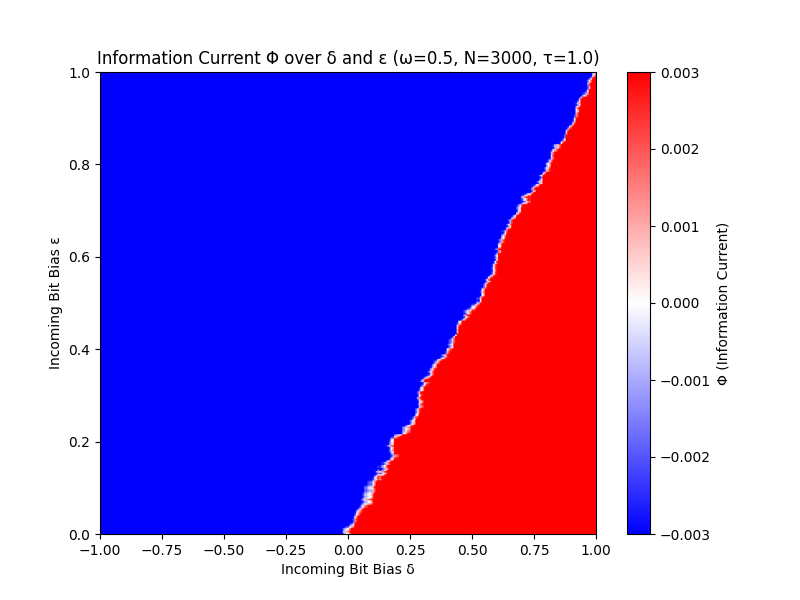 Information Current Φ over δ and ε (ω=0.5, N=3000, τ=1.0)
1.0
0.8
0.6
0.4
0.2
0.0
Incoming Bit Bias ε
−1.00 −0.75 −0.50 −0.25 0.00 0.25 0.50 0.75 1.00
Incoming Bit Bias δ
0.003
0.002
0.001
0.000
−0.001
−0.002
−0.003
Φ (Information Current)